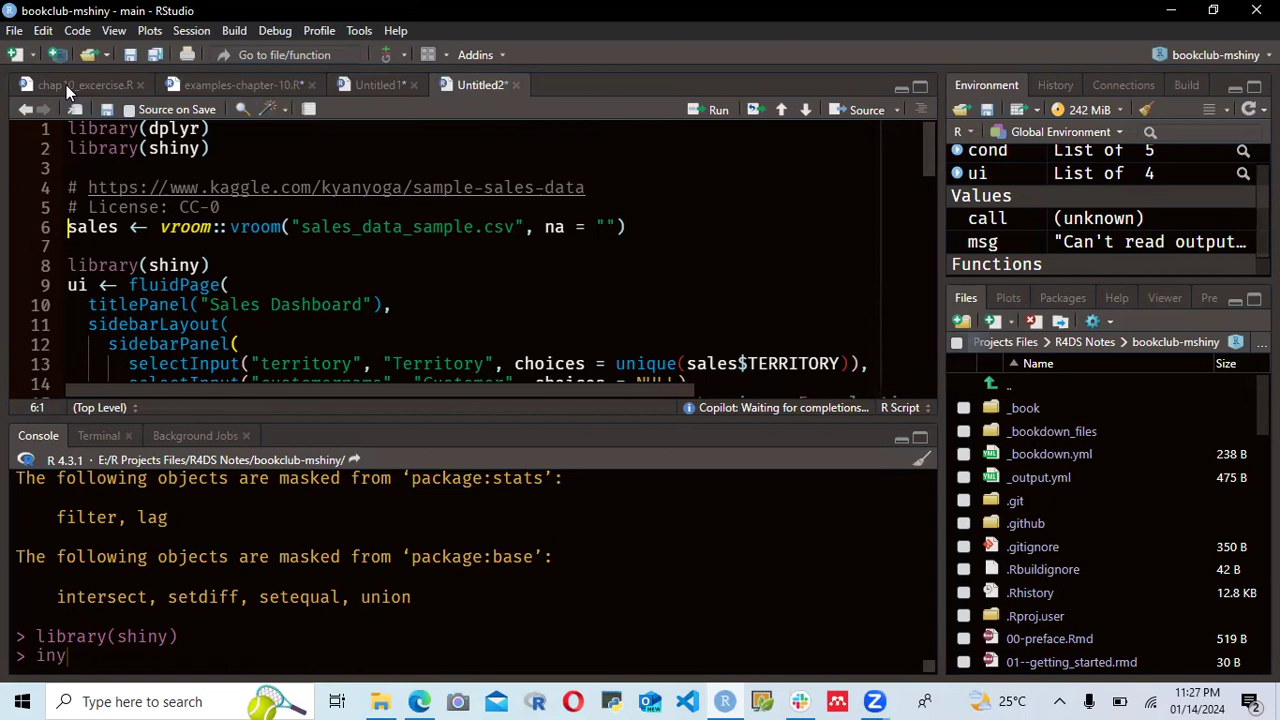 bookclub-mshiny - main - RStudio
File Edit Code View Plots Session Build Debug Profile Tools Help
Go to file/function Addins bookclub-mshiny
chap10_excercise.R examples-chapter-10.R* Untitled1* Untitled2*
Source on Save Run Source
1 library(dplyr)
2 library(shiny)
3
4 # https://www.kaggle.com/kyanyoga/sample-sales-data
5 # License: CC-0
6 sales <- vroom::vroom("sales_data_sample.csv", na = "")
7
8 library(shiny)
9 ui <- fluidPage(
10 titlePanel("Sales Dashboard"),
11 sidebarLayout(
12 sidebarPanel(
13 selectInput("territory", "Territory", choices = unique(sales$TERRITORY)),
14 selectInput("customername", "Customer", choices = NULL)
6:1 (Top Level) Copilot: Waiting for completions... R Script
Console Terminal Background Jobs
R 4.3.1 · E:/R Projects Files/R4DS Notes/bookclub-mshiny/
The following objects are masked from ‘package:stats’:
filter, lag
The following objects are masked from ‘package:base’:
intersect, setdiff, setequal, union
> library(shiny)
> iny
Environment History Connections Build
242 MiB
R Global Environment
cond List of 5
ui List of 4
Values
call (unknown)
msg "Can't read output…
Functions
Files Plots Packages Help Viewer Pre
Projects Files R4DS Notes bookclub-mshiny ...
Name Size
..
_book
_bookdown_files
_bookdown.yml 238 B
_output.yml 475 B
.git
.github
.gitignore 350 B
.Rbuildignore 42 B
.Rhistory 12.8 KB
.Rproj.user
00-preface.Rmd 519 B
01--getting_started.rmd 30 B
Type here to search 25°C 11:27 PM
01/14/2024 2